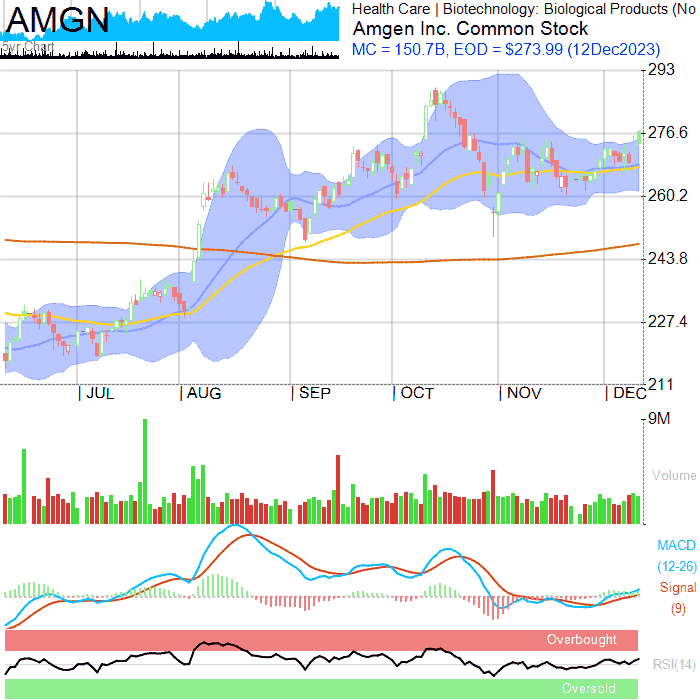 AMGN
5yr Chart
Health Care | Biotechnology: Biological Products (No
Amgen Inc. Common Stock
MC = 150.7B, EOD = $273.99 (12Dec2023)
293
276.6
260.2
243.8
227.4
211
JUL AUG SEP OCT NOV DEC
9M
Volume
MACD
(12-26)
Signal
(9)
Overbought
RSI(14)
Oversold